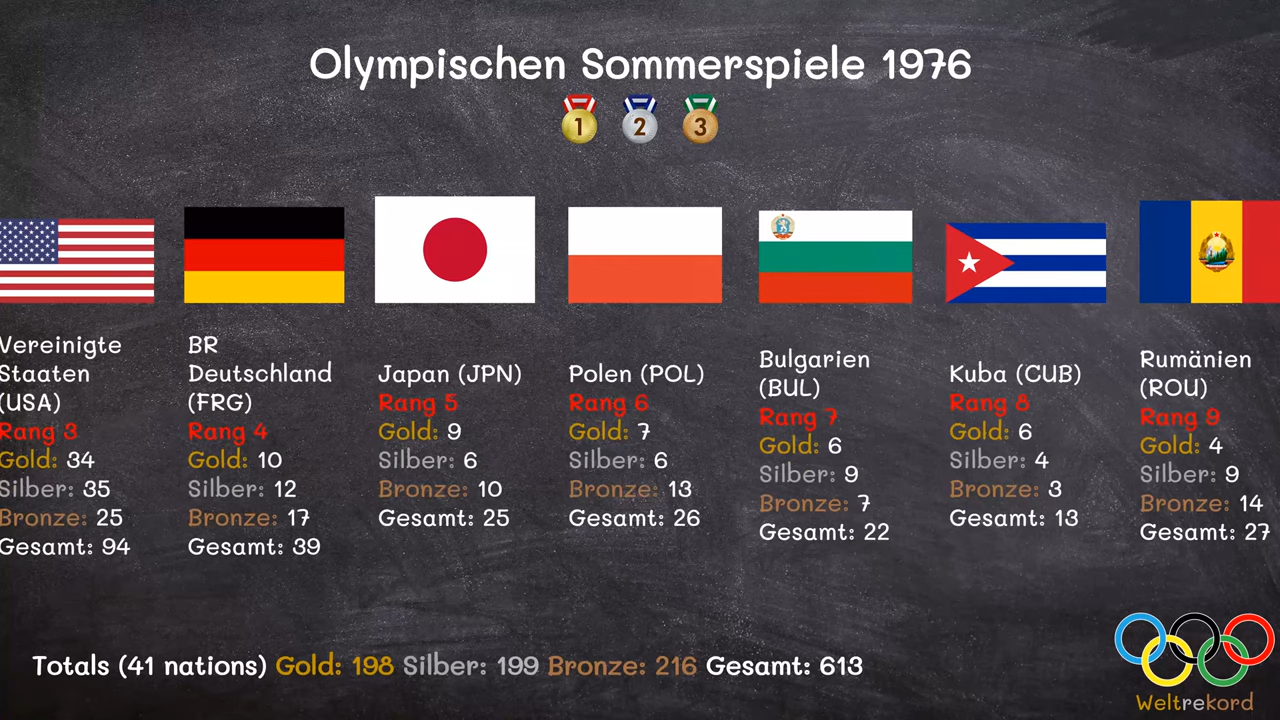 Olympischen Sommerspiele 1976
1 2 3
Vereinigte
Staaten
(USA)
Rang 3
Gold: 34
Silber: 35
Bronze: 25
Gesamt: 94
BR
Deutschland
(FRG)
Rang 4
Gold: 10
Silber: 12
Bronze: 17
Gesamt: 39
Japan (JPN)
Rang 5
Gold: 9
Silber: 6
Bronze: 10
Gesamt: 25
Polen (POL)
Rang 6
Gold: 7
Silber: 6
Bronze: 13
Gesamt: 26
Bulgarien
(BUL)
Rang 7
Gold: 6
Silber: 9
Bronze: 7
Gesamt: 22
Kuba (CUB)
Rang 8
Gold: 6
Silber: 4
Bronze: 3
Gesamt: 13
Rumänien
(ROU)
Rang 9
Gold: 4
Silber: 9
Bronze: 14
Gesamt: 27
Totals (41 nations) Gold: 198 Silber: 199 Bronze: 216 Gesamt: 613
Weltrekord